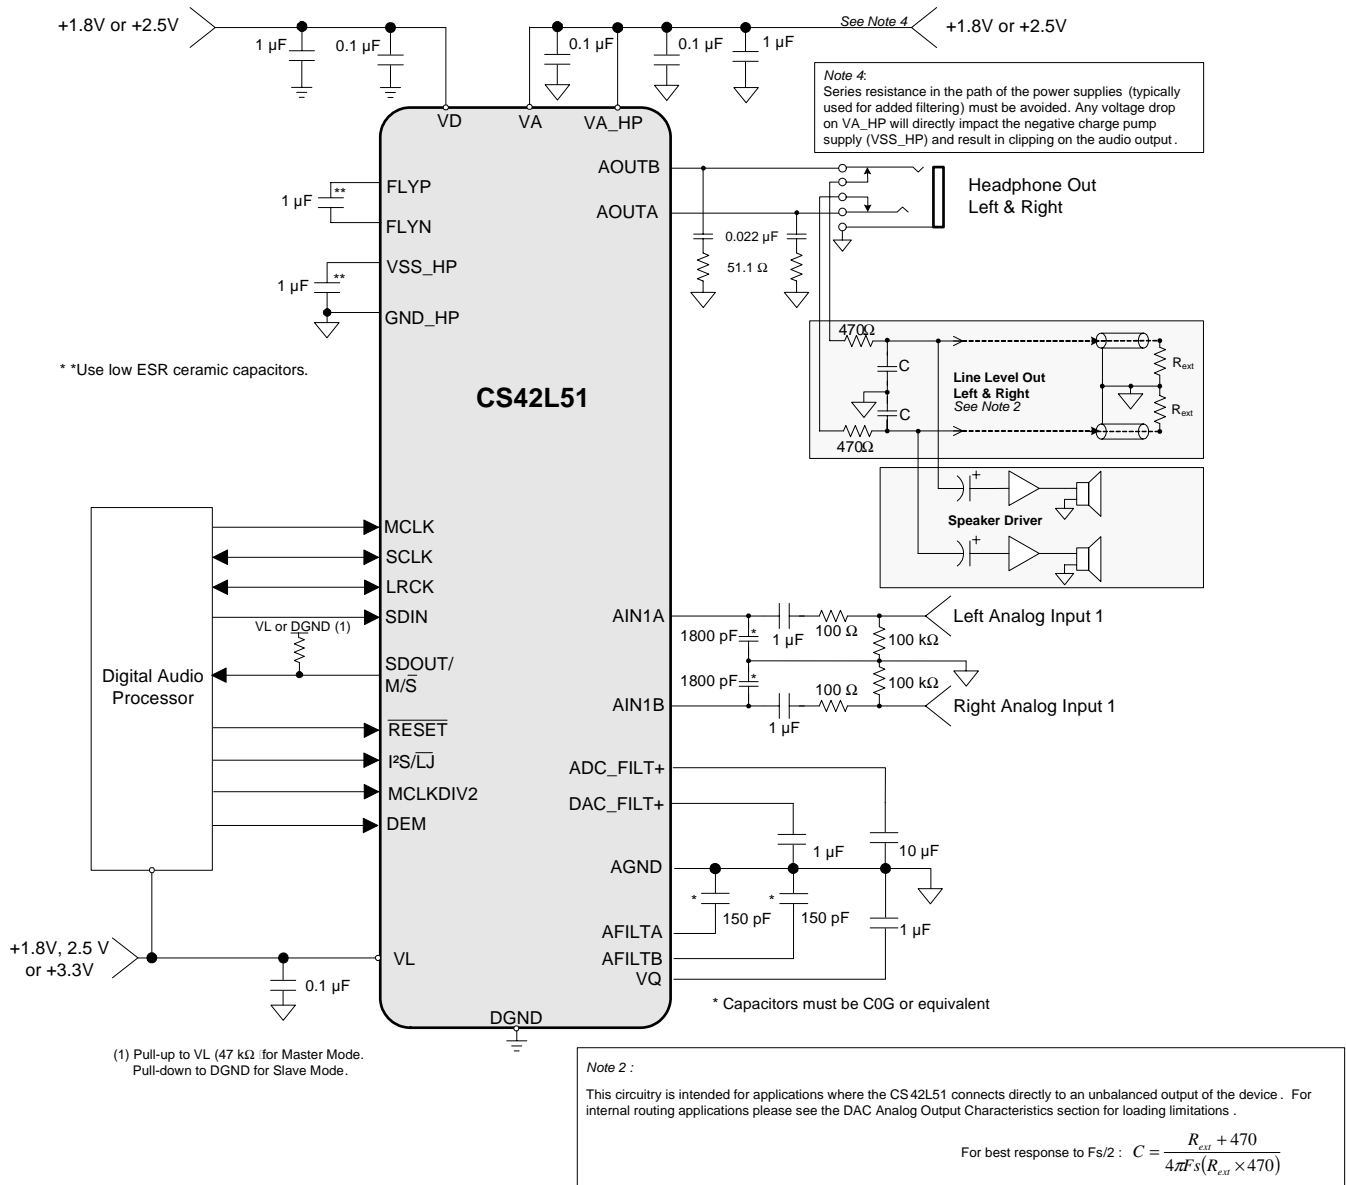 +1.8V or +2.5V
1 µF
0.1 µF
0.1 µF
0.1 µF
1 µF
See Note 4
+1.8V or +2.5V
Note 4:
Series resistance in the path of the power supplies (typically
used for added filtering) must be avoided. Any voltage drop
on VA_HP will directly impact the negative charge pump
supply (VSS_HP) and result in clipping on the audio output.
VD
VA
VA_HP
AOUTB
AOUTA
Headphone Out
Left & Right
FLYP
FLYN
**
1 µF
VSS_HP
GND_HP
**
1 µF
0.022 µF
51.1 Ω
* *Use low ESR ceramic capacitors.
CS42L51
470Ω
C
C
470Ω
Line Level Out
Left & Right
See Note 2
Rext
Rext
+
Speaker Driver
+
Digital Audio
Processor
MCLK
SCLK
LRCK
SDIN
VL or DGND (1)
SDOUT/
M/S̅
R̅E̅S̅E̅T̅
I²S/L̅J̅
MCLKDIV2
DEM
AIN1A
AIN1B
1800 pF
*
1 µF
100 Ω
100 kΩ
Left Analog Input 1
1800 pF
*
1 µF
100 Ω
100 kΩ
Right Analog Input 1
ADC_FILT+
DAC_FILT+
1 µF
10 µF
AGND
*
150 pF
*
150 pF
1 µF
AFILTA
AFILTB
VQ
* Capacitors must be C0G or equivalent
+1.8V, 2.5 V
or +3.3V
0.1 µF
VL
DGND
(1) Pull-up to VL (47 kΩ for Master Mode.
Pull-down to DGND for Slave Mode.
Note 2 :
This circuitry is intended for applications where the CS42L51 connects directly to an unbalanced output of the device. For
internal routing applications please see the DAC Analog Output Characteristics section for loading limitations.
For best response to Fs/2 : C = (Rext + 470) / 4πFs(Rext × 470)